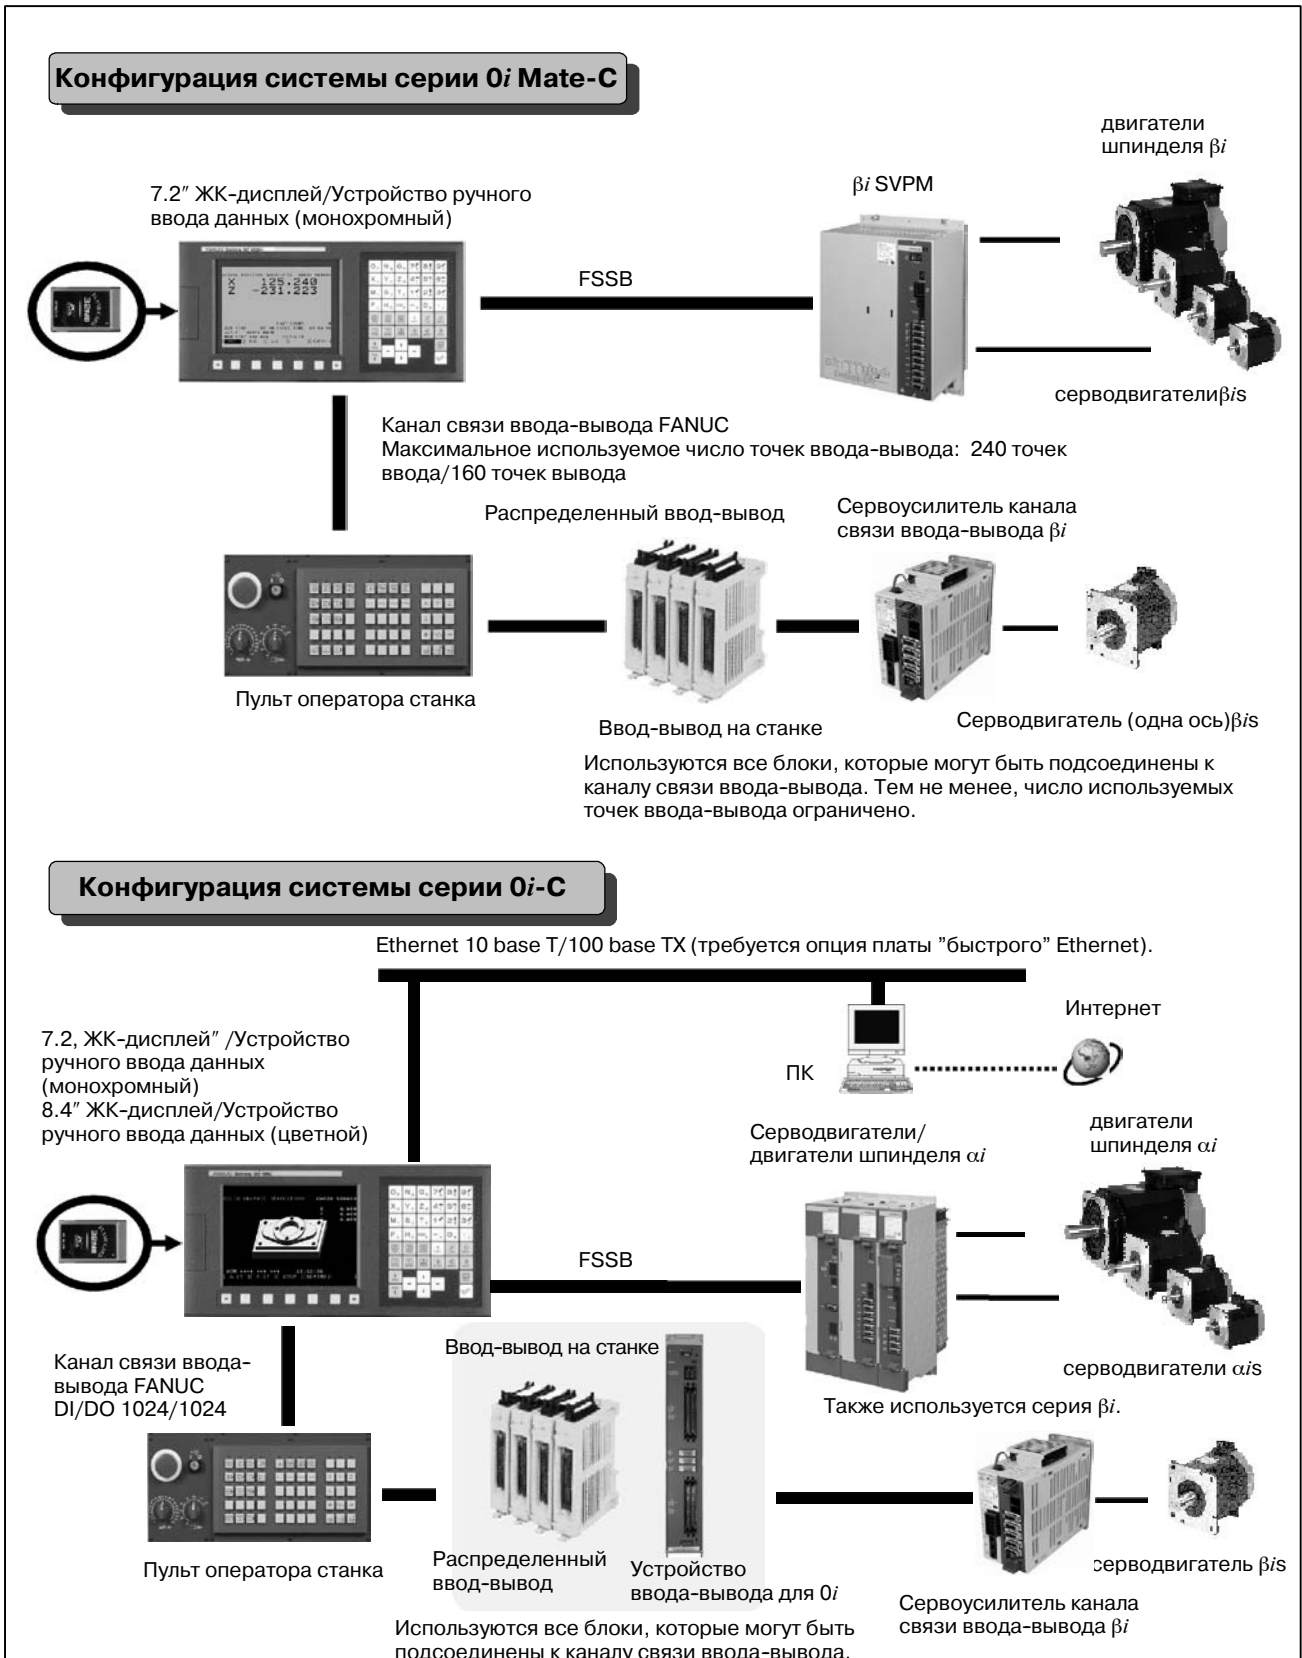 Конфигурация системы серии 0i Mate-C
двигатели
шпинделя βi
7.2″ ЖК-дисплей/Устройство ручного
ввода данных (монохромный)
βi SVPM
X 125.240
Z -231.223
FSSB
серводвигателиβis
Канал связи ввода-вывода FANUC
Максимальное используемое число точек ввода-вывода: 240 точек
ввода/160 точек вывода
Распределенный ввод-вывод
Сервоусилитель канала
связи ввода-вывода βi
Пульт оператора станка
Ввод-вывод на станке
Серводвигатель (одна ось)βis
Используются все блоки, которые могут быть подсоединены к
каналу связи ввода-вывода. Тем не менее, число используемых
точек ввода-вывода ограничено.
Конфигурация системы серии 0i-C
Ethernet 10 base T/100 base TX (требуется опция платы ”быстрого” Ethernet).
Интернет
7.2, ЖК-дисплей″ /Устройство
ручного ввода данных
(монохромный)
8.4″ ЖК-дисплей/Устройство
ручного ввода данных (цветной)
ПК
Серводвигатели/
двигатели шпинделя αi
двигатели
шпинделя αi
FSSB
Ввод-вывод на станке
Канал связи ввода-
вывода FANUC
DI/DO 1024/1024
серводвигатели αis
Также используется серия βi.
Пульт оператора станка
Распределенный
ввод-вывод
Устройство
ввода-вывода для 0i
серводвигатель βis
Сервоусилитель канала
связи ввода-вывода βi
Используются все блоки, которые могут быть
подсоединены к каналу связи ввода-вывода.